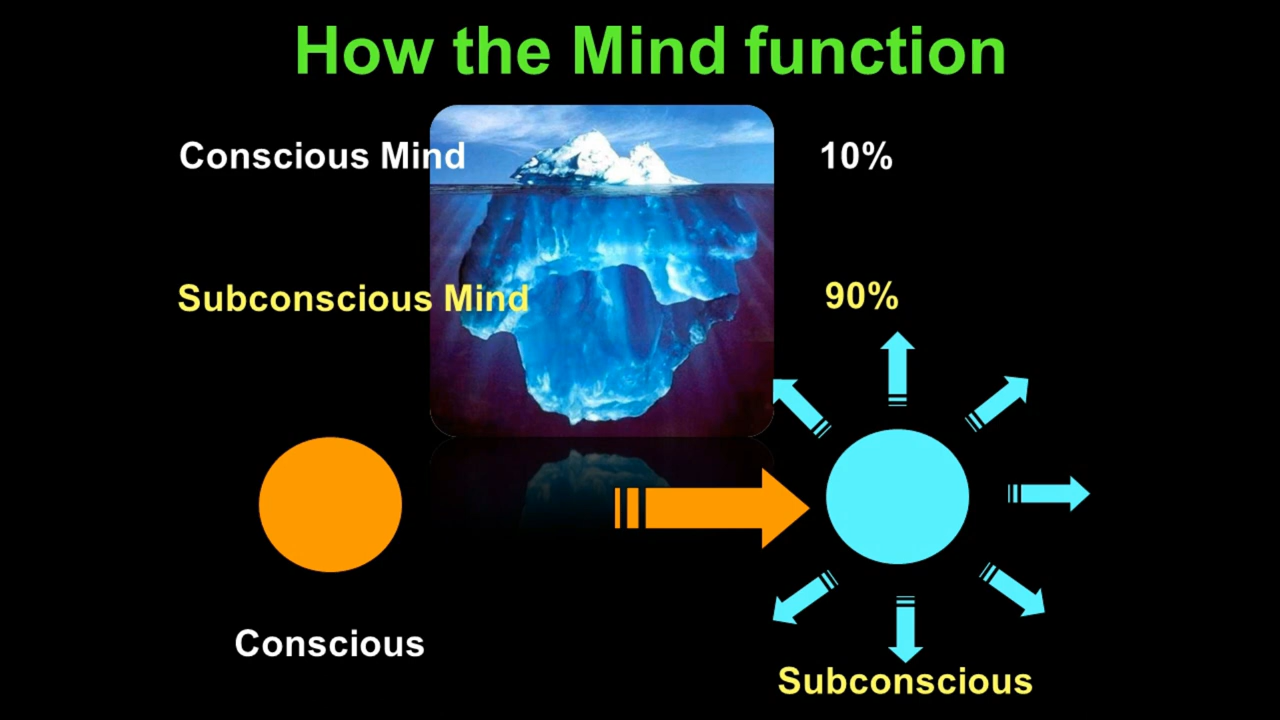 How the Mind function
Conscious Mind 10%
Subconscious Mind 90%
Conscious
Subconscious